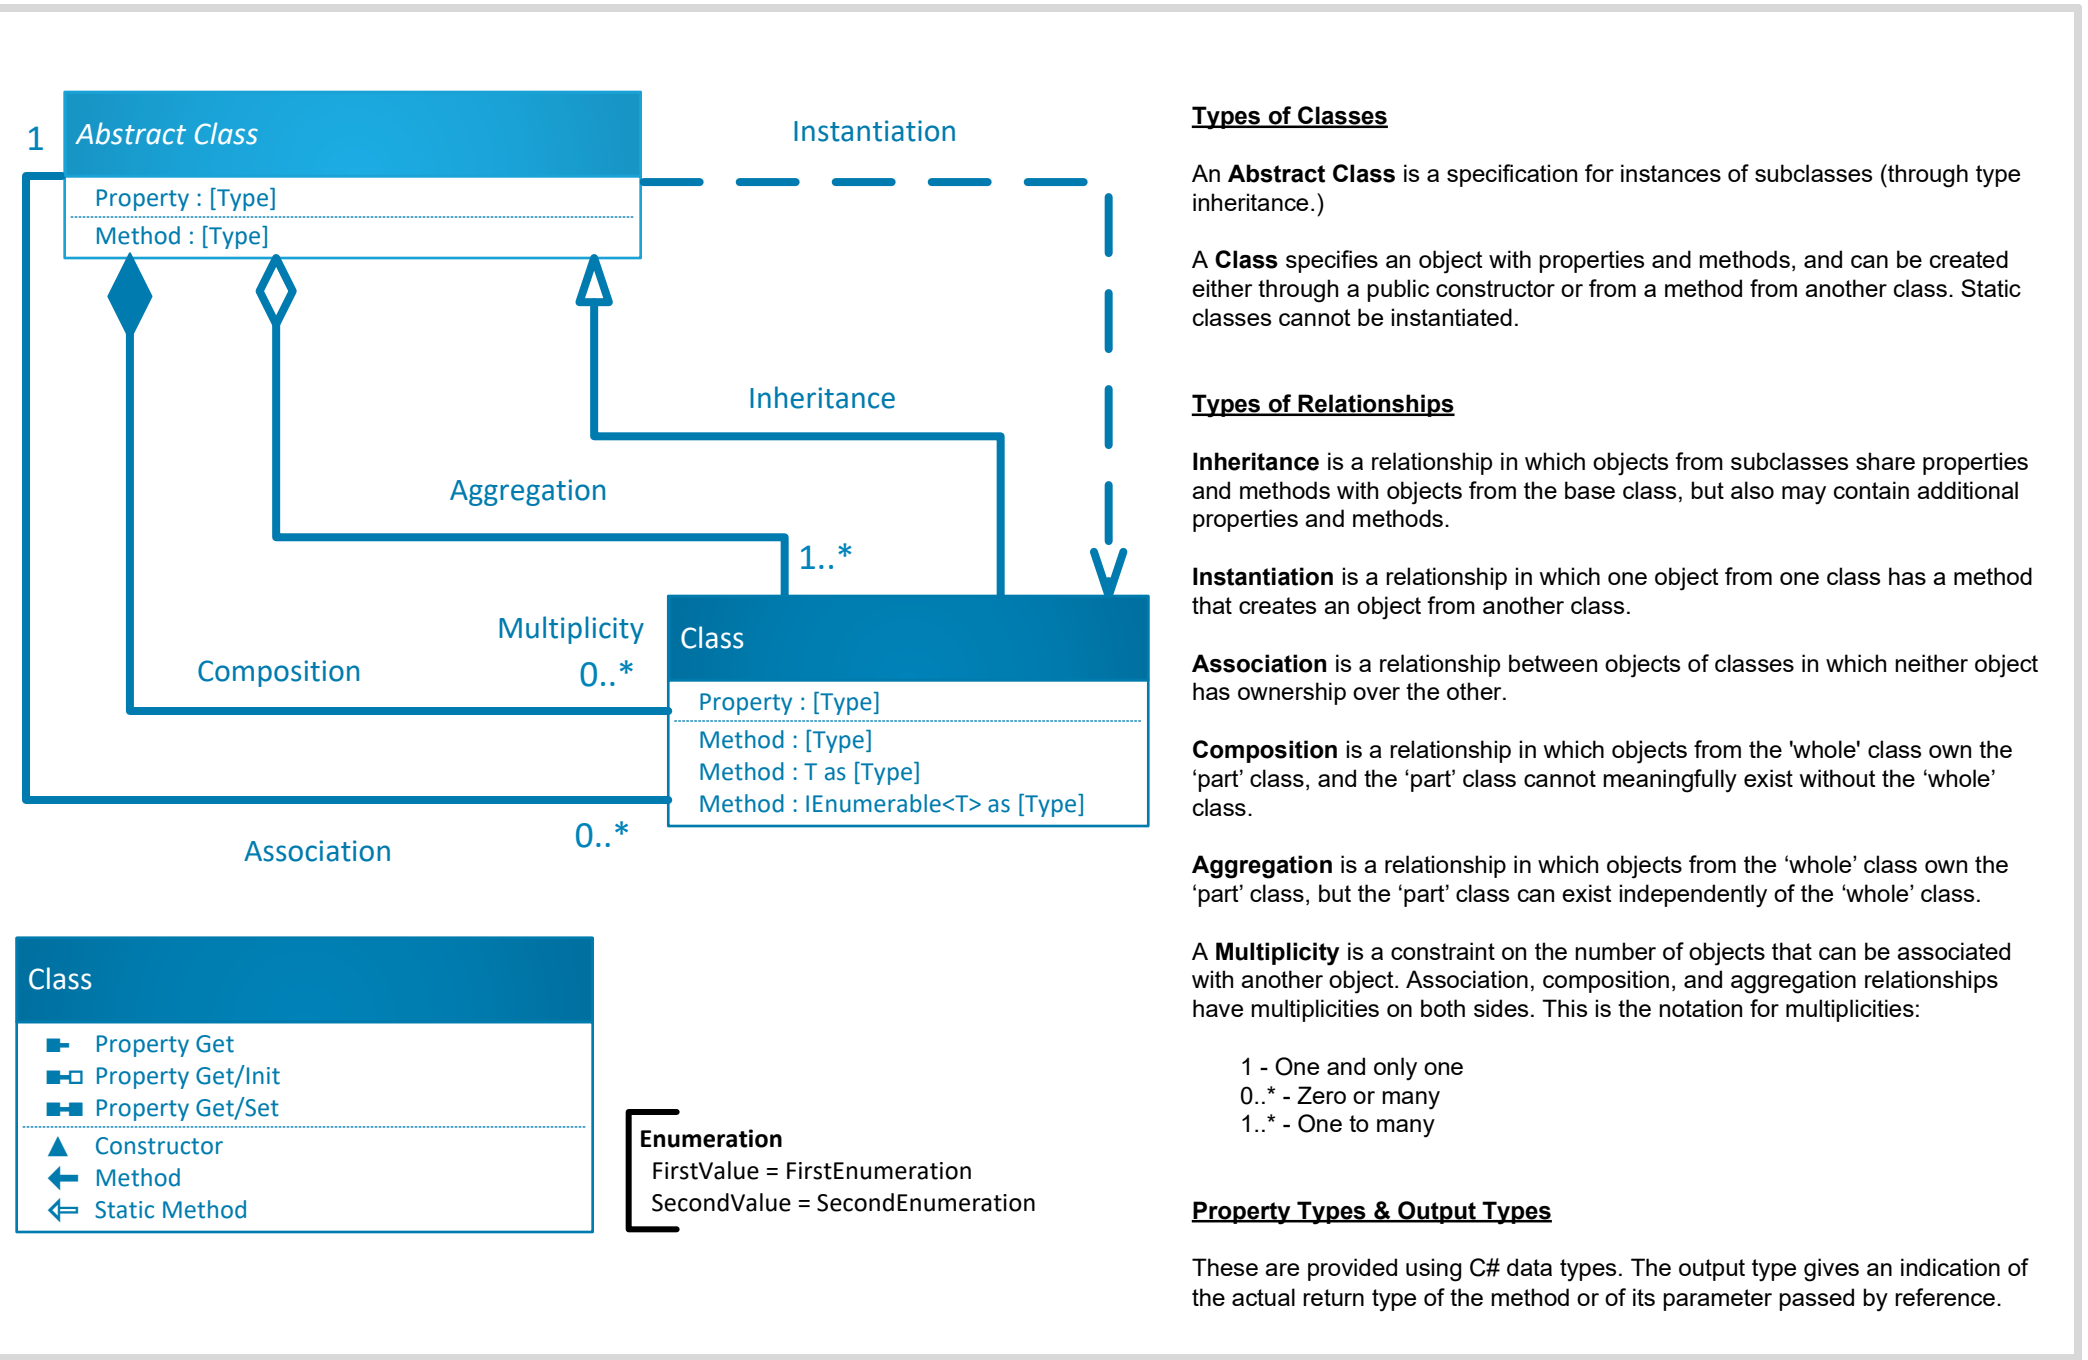 1
Abstract Class
Property : [Type]
Method : [Type]
Instantiation
Inheritance
Aggregation
1..*
Multiplicity
0..*
Composition
Class
Property : [Type]
Method : [Type]
Method : T as [Type]
Method : IEnumerable<T> as [Type]
0..*
Association
Class
Property Get
Property Get/Init
Property Get/Set
Constructor
Method
Static Method
Enumeration
FirstValue = FirstEnumeration
SecondValue = SecondEnumeration
Types of Classes
An Abstract Class is a specification for instances of subclasses (through type
inheritance.)
A Class specifies an object with properties and methods, and can be created
either through a public constructor or from a method from another class. Static
classes cannot be instantiated.
Types of Relationships
Inheritance is a relationship in which objects from subclasses share properties
and methods with objects from the base class, but also may contain additional
properties and methods.
Instantiation is a relationship in which one object from one class has a method
that creates an object from another class.
Association is a relationship between objects of classes in which neither object
has ownership over the other.
Composition is a relationship in which objects from the 'whole' class own the
‘part’ class, and the ‘part’ class cannot meaningfully exist without the ‘whole’
class.
Aggregation is a relationship in which objects from the ‘whole’ class own the
‘part’ class, but the ‘part’ class can exist independently of the ‘whole’ class.
A Multiplicity is a constraint on the number of objects that can be associated
with another object. Association, composition, and aggregation relationships
have multiplicities on both sides. This is the notation for multiplicities:
1 - One and only one
0..* - Zero or many
1..* - One to many
Property Types & Output Types
These are provided using C# data types. The output type gives an indication of
the actual return type of the method or of its parameter passed by reference.